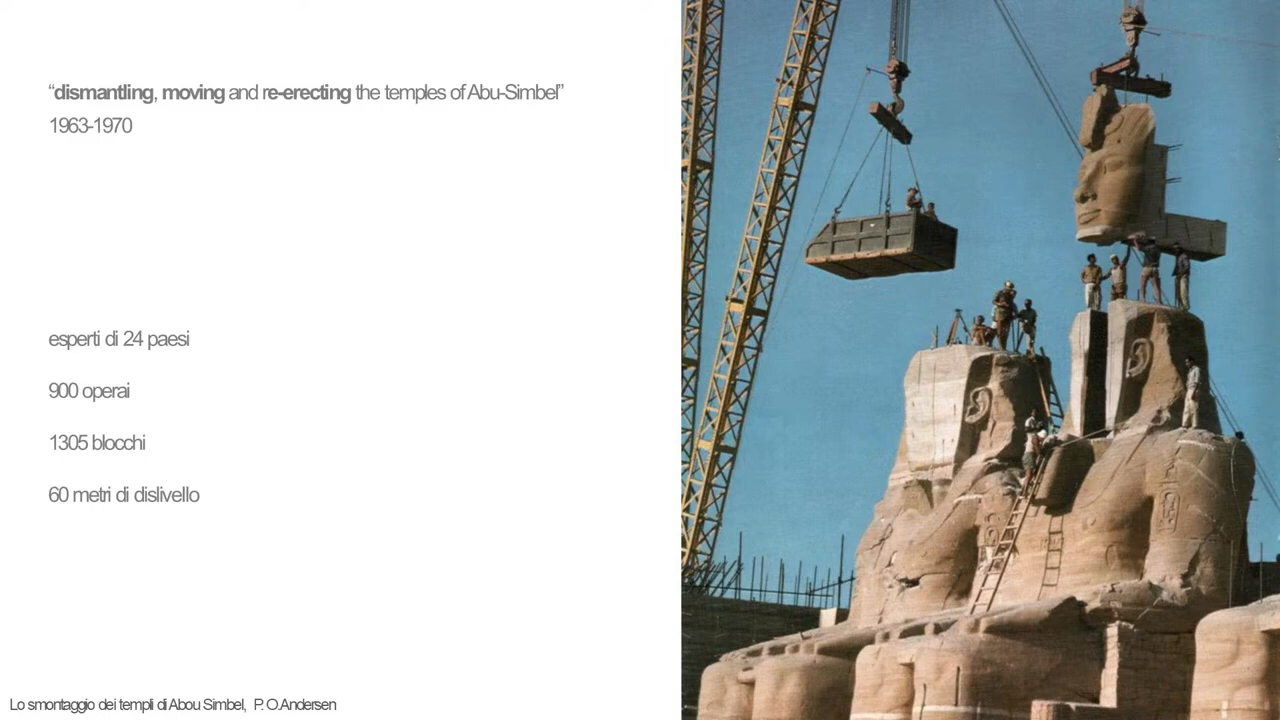 “dismantling, moving and re-erecting the temples of Abu-Simbel”
1963-1970
esperti di 24 paesi
900 operai
1305 blocchi
60 metri di dislivello
Lo smontaggio dei templi di Abou Simbel, P. O.Andersen